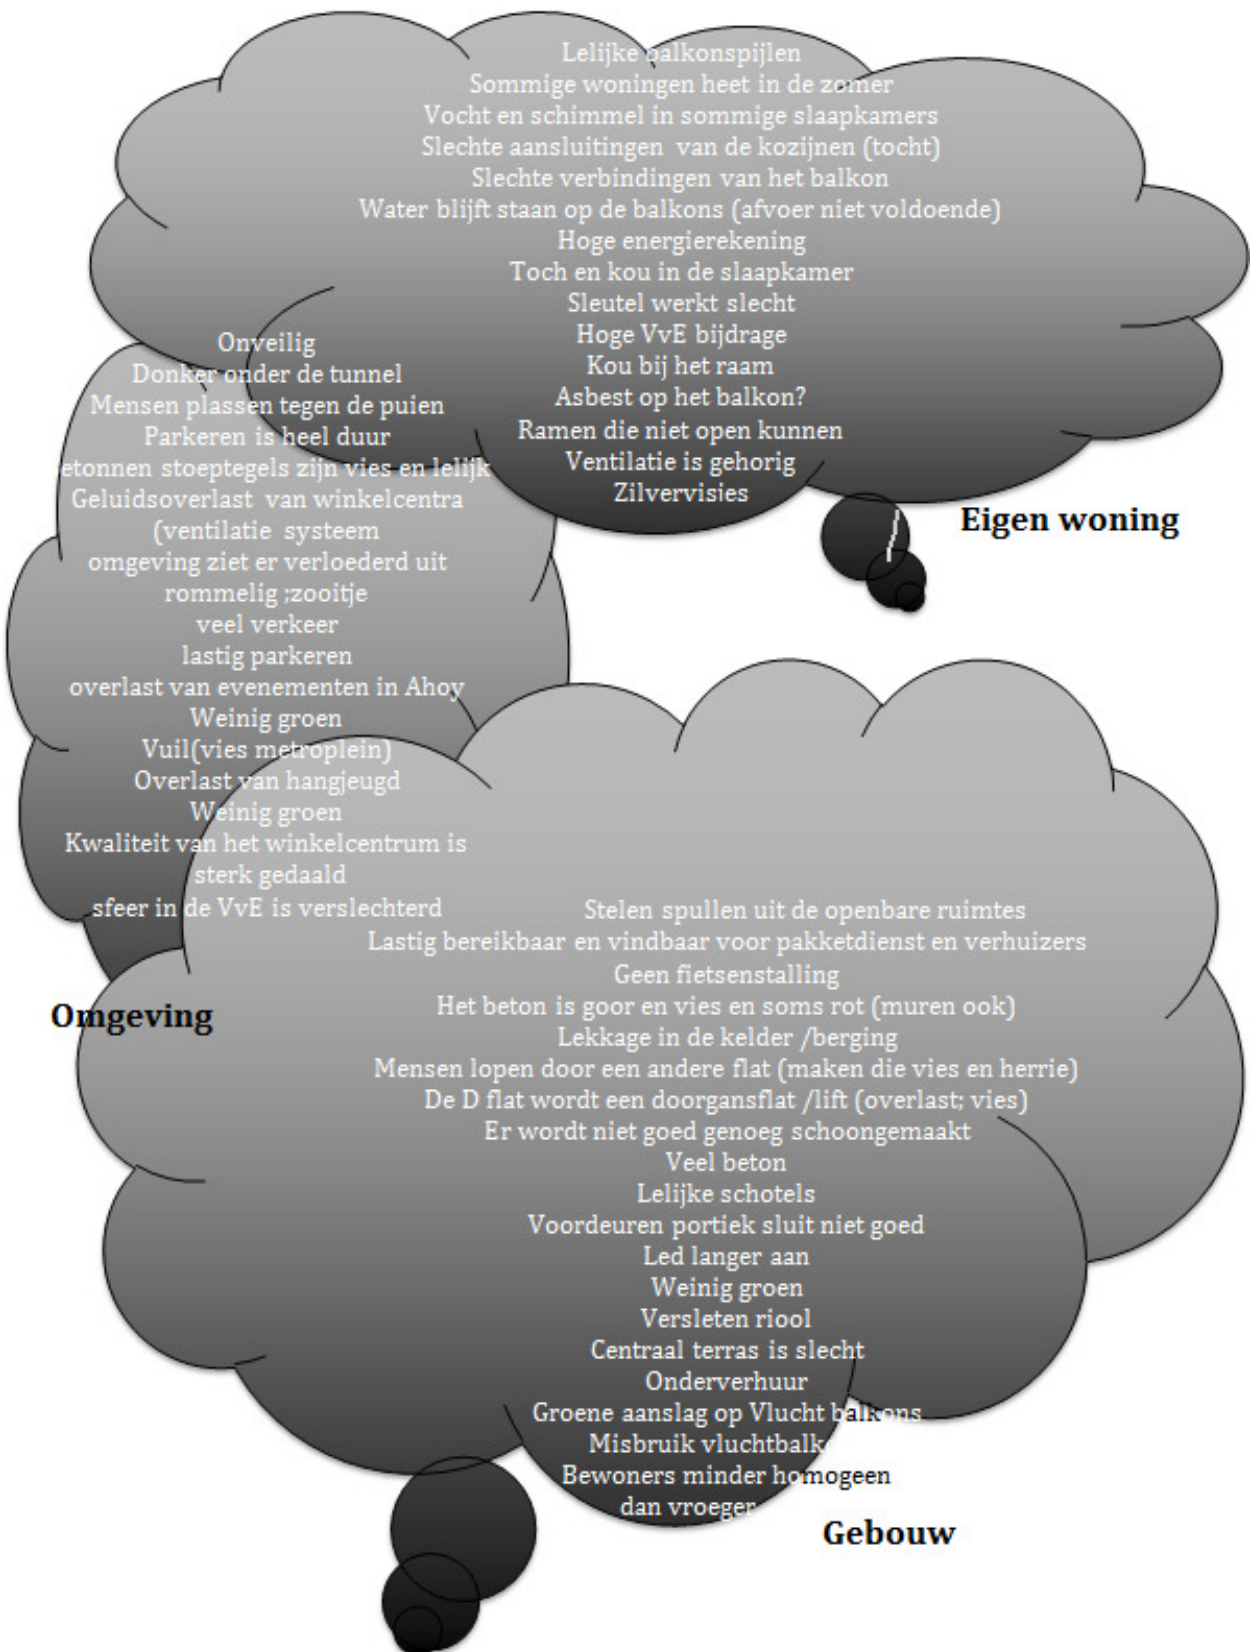 Lelijke balkonspijlen
Sommige woningen heet in de zomer
Vocht en schimmel in sommige slaapkamers
Slechte aansluitingen van de kozijnen (tocht)
Slechte verbindingen van het balkon
Water blijft staan op de balkons (afvoer niet voldoende)
Hoge energierekening
Toch en kou in de slaapkamer
Sleutel werkt slecht
Hoge VvE bijdrage
Kou bij het raam
Asbest op het balkon?
Ramen die niet open kunnen
Ventilatie is gehorig
Zilvervisjes
Eigen woning
Onveilig
Donker onder de tunnel
Mensen plassen tegen de puien
Parkeren is heel duur
etonnen stoeptegels zijn vies en lelijk
Geluidsoverlast van winkelcentra
(ventilatie systeem
omgeving ziet er verloederd uit
rommelig ;zooitje
veel verkeer
lastig parkeren
overlast van evenementen in Ahoy
Weinig groen
Vuil(vies metroplein)
Overlast van hangjeugd
Weinig groen
Kwaliteit van het winkelcentrum is
sterk gedaald
sfeer in de VvE is verslechterd
Omgeving
Stelen spullen uit de openbare ruimtes
Lastig bereikbaar en vindbaar voor pakketdienst en verhuizers
Geen fietsenstalling
Het beton is goor en vies en soms rot (muren ook)
Lekkage in de kelder /berging
Mensen lopen door een andere flat (maken die vies en herrie)
De D flat wordt een doorgansflat /lift (overlast; vies)
Er wordt niet goed genoeg schoongemaakt
Veel beton
Lelijke schotels
Voordeuren portiek sluit niet goed
Led langer aan
Weinig groen
Versleten riool
Centraal terras is slecht
Onderverhuur
Groene aanslag op Vlucht balkons
Misbruik vluchtbalk
Bewoners minder homogeen
dan vroeger
Gebouw